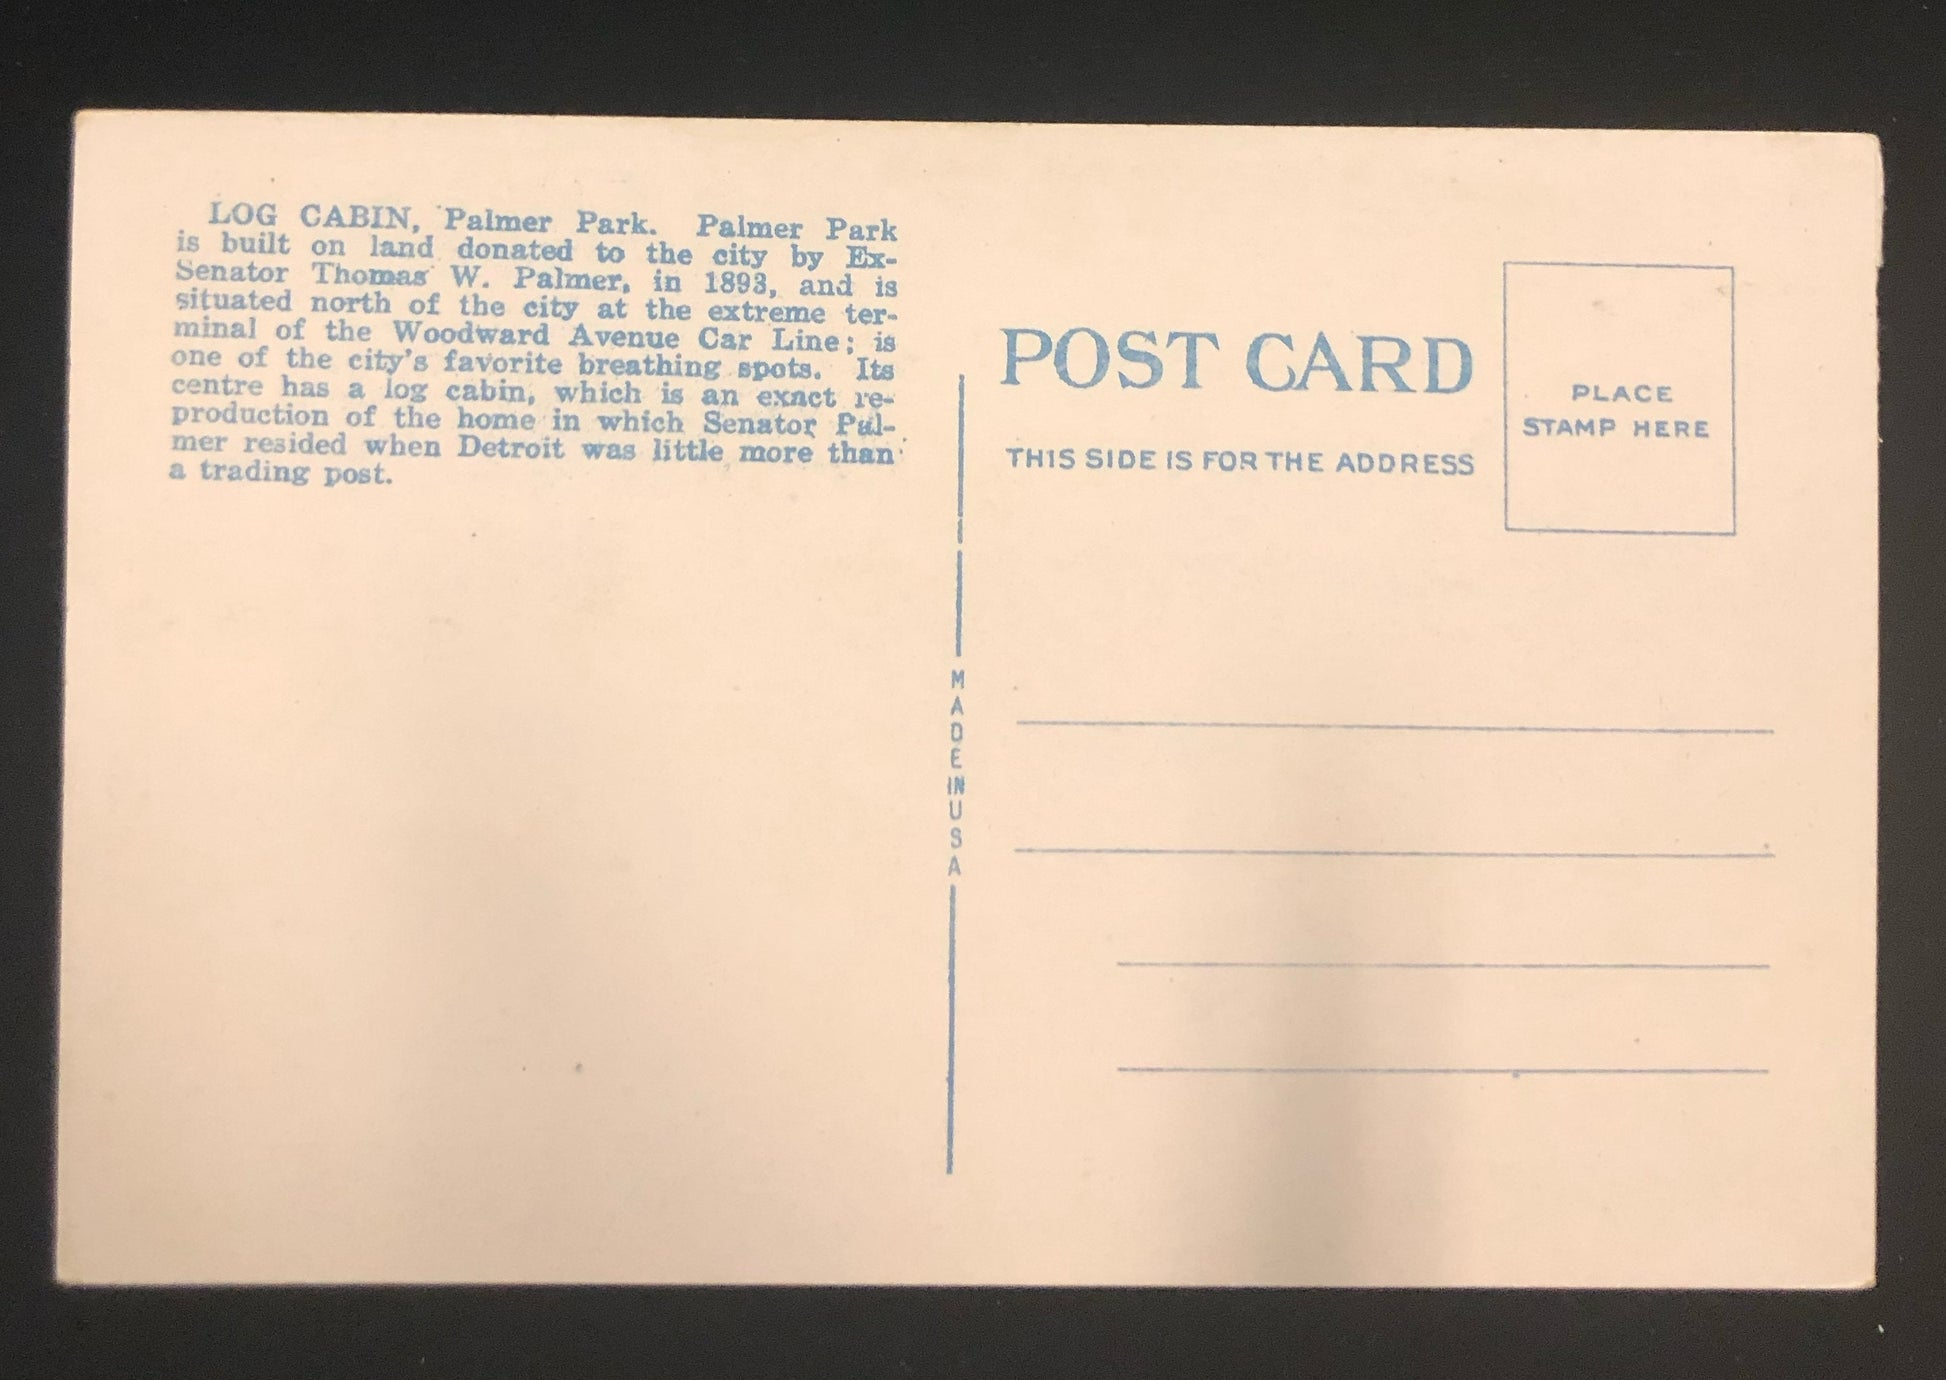 LOG CABIN, Palmer Park. Palmer Park
is built on land donated to the city by Ex-
Senator Thomas W. Palmer, in 1893, and is
situated north of the city at the extreme ter-
minal of the Woodward Avenue Car Line; is
one of the city's favorite breathing spots. Its
centre has a log cabin, which is an exact re-
production of the home in which Senator Pal-
mer resided when Detroit was little more than
a trading post.
POST CARD
THIS SIDE IS FOR THE ADDRESS
PLACE
STAMP HERE
MADE IN USA